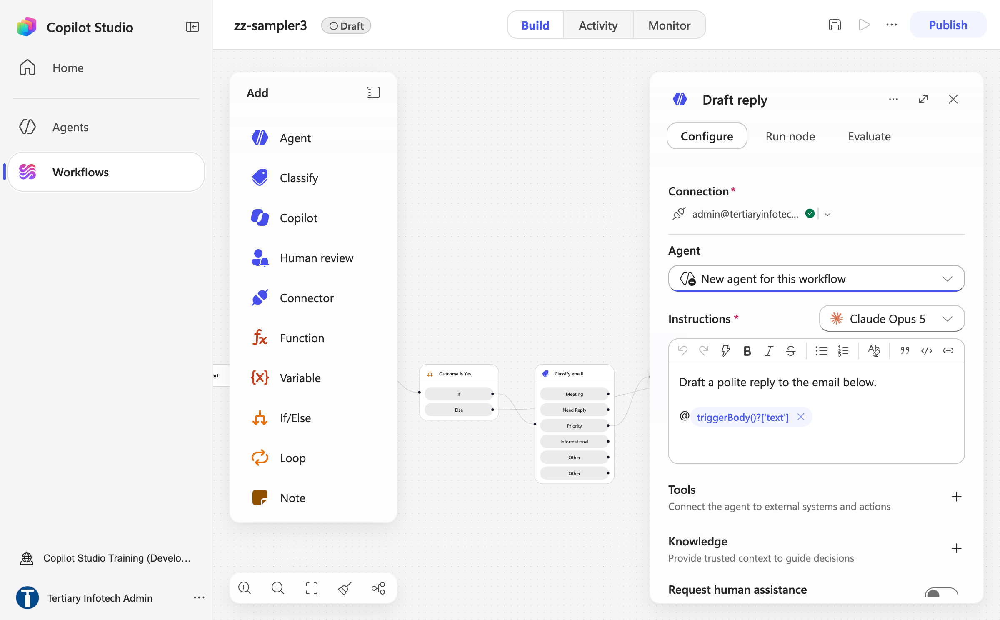 Copilot Studio
Home
Agents
Workflows
Copilot Studio Training (Develo...
Tertiary Infotech Admin
zz-sampler3
Draft
Build
Activity
Monitor
Publish
Add
Agent
Classify
Copilot
Human review
Connector
Function
Variable
If/Else
Loop
Note
art
Outcome is Yes
If
Else
Classify email
Meeting
Need Reply
Priority
Informational
Other
Other
Draft reply
Configure
Run node
Evaluate
Connection *
admin@tertiaryinfotec...
Agent
New agent for this workflow
Instructions *
Claude Opus 5
Draft a polite reply to the email below.
@ triggerBody()?['text']
Tools
Connect the agent to external systems and actions
Knowledge
Provide trusted context to guide decisions
Request human assistance